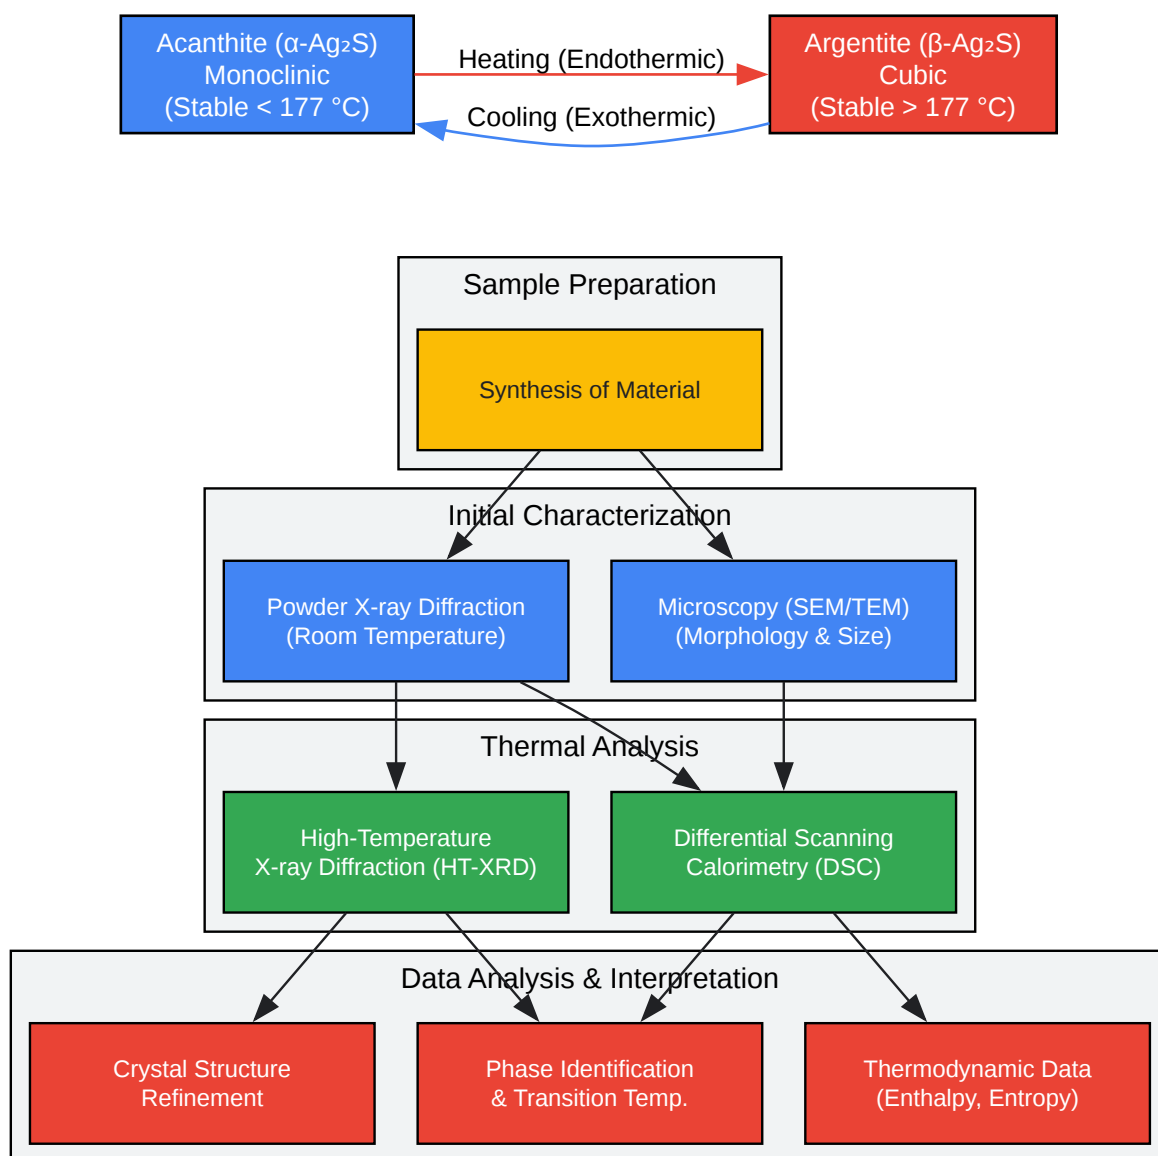 Acanthite (α-Ag₂S)
Monoclinic
(Stable < 177 °C)
Heating (Endothermic)
Cooling (Exothermic)
Argentite (β-Ag₂S)
Cubic
(Stable > 177 °C)
Sample Preparation
Synthesis of Material
Initial Characterization
Powder X-ray Diffraction
(Room Temperature)
Microscopy (SEM/TEM)
(Morphology & Size)
Thermal Analysis
High-Temperature
X-ray Diffraction (HT-XRD)
Differential Scanning
Calorimetry (DSC)
Data Analysis & Interpretation
Crystal Structure
Refinement
Phase Identification
& Transition Temp.
Thermodynamic Data
(Enthalpy, Entropy)